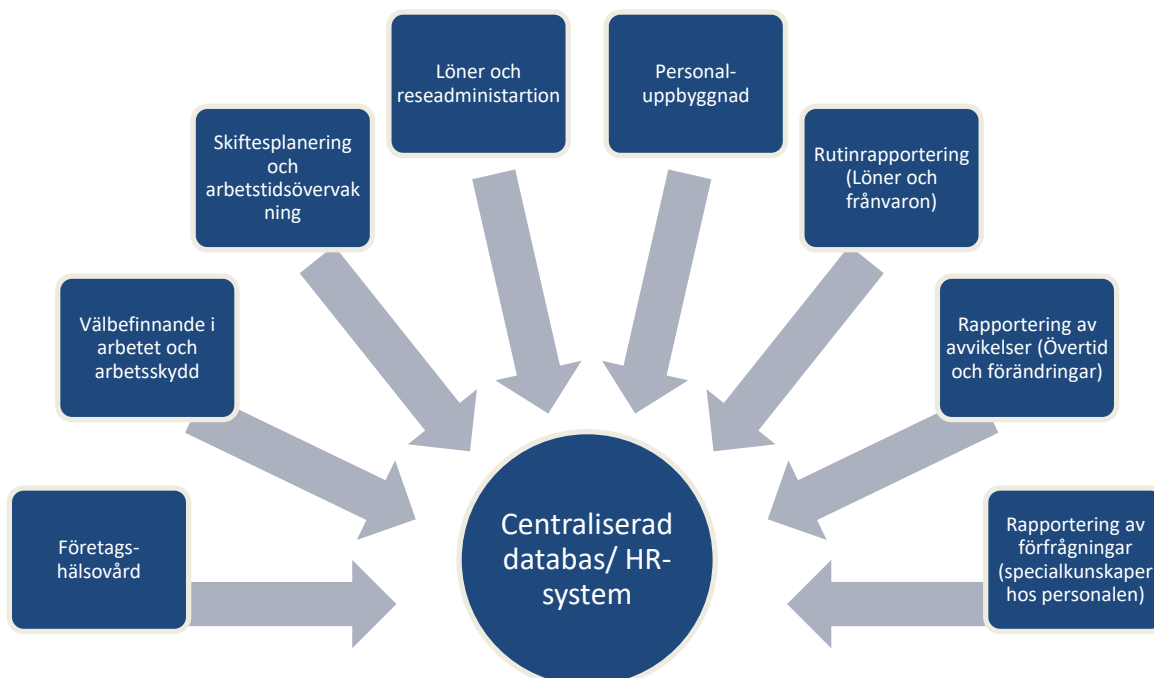 Löner och
reseadministartion
Personal-
uppbyggnad
Skiftesplanering
och
arbetstidsövervak
ning
Rutinrapportering
(Löner och
frånvaron)
Välbefinnande i
arbetet och
arbetsskydd
Rapportering av
avvikelser (Övertid
och förändringar)
Företags-
hälsovård
Rapportering av
förfrågningar
(specialkunskaper
hos personalen)
Centraliserad
databas/ HR-
system